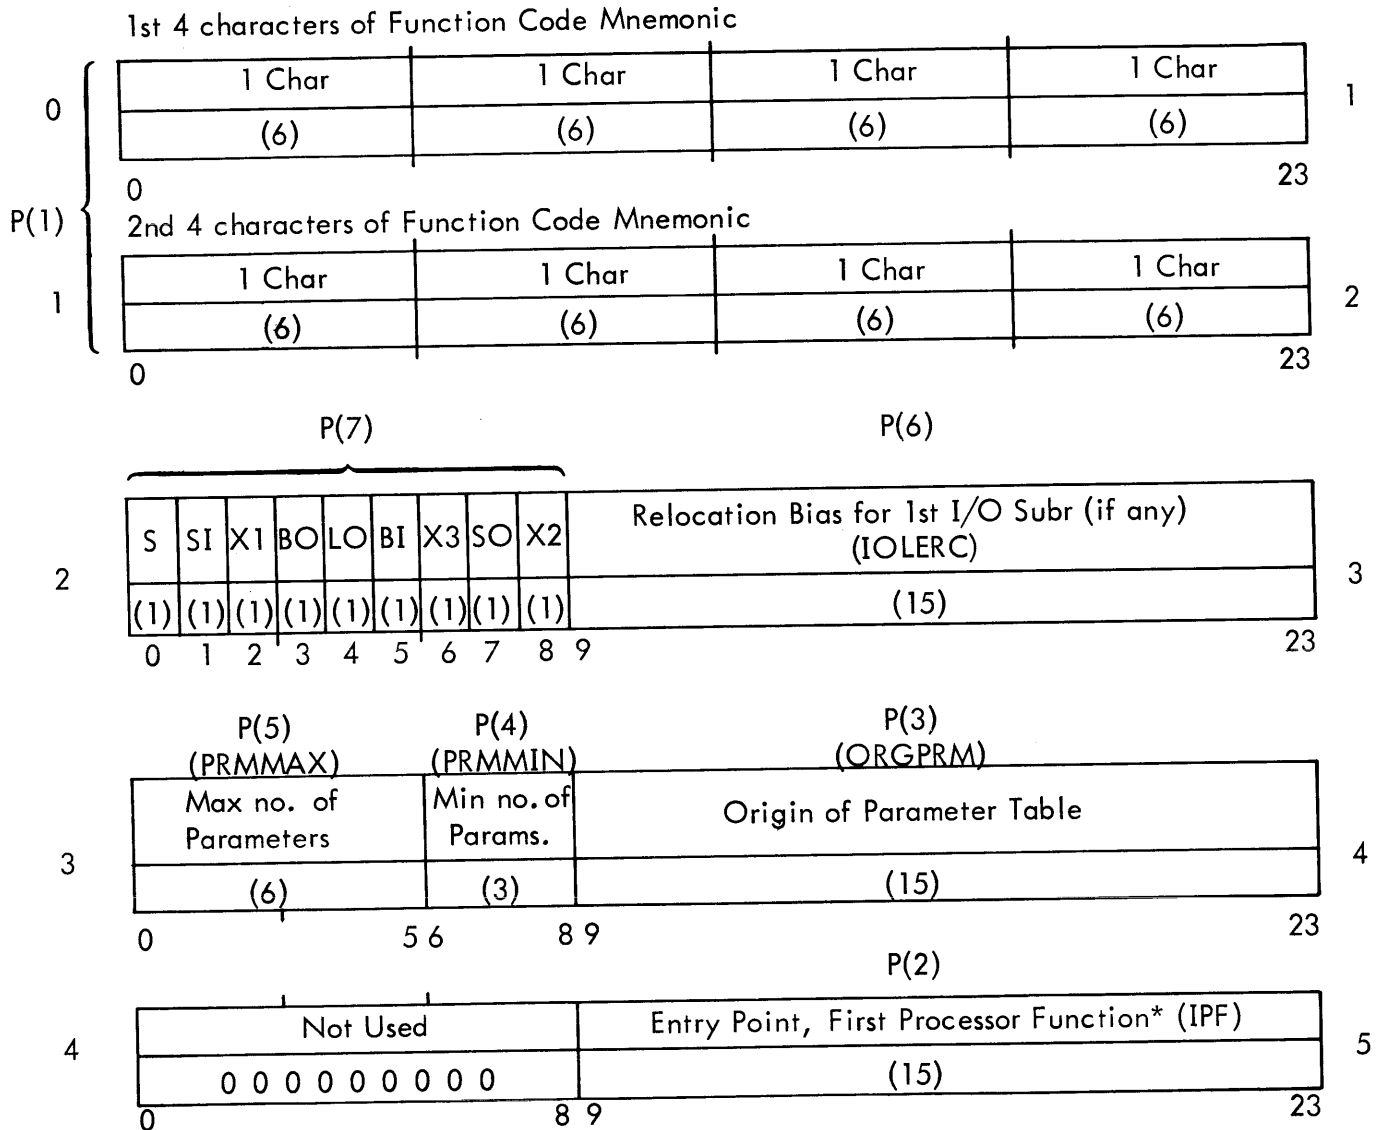 1st 4 characters of Function Code Mnemonic
1 Char 1 Char 1 Char 1 Char
0 1
(6) (6) (6) (6)
0 23
P(1)
2nd 4 characters of Function Code Mnemonic
1 Char 1 Char 1 Char 1 Char
1 2
(6) (6) (6) (6)
0 23
P(7) P(6)
S SI X1 BO LO BI X3 SO X2 Relocation Bias for 1st I/O Subr (if any)
(IOLERC)
2 3
(1) (1) (1) (1) (1) (1) (1) (1) (1) (15)
0 1 2 3 4 5 6 7 8 9 23
P(5) P(4) P(3)
(PRMMAX) (PRMMIN) (ORGPRM)
Max no. of Min no. of Origin of Parameter Table
Parameters Params.
3 4
(6) (3) (15)
0 5 6 8 9 23
P(2)
Not Used Entry Point, First Processor Function* (IPF)
4 5
0 0 0 0 0 0 0 0 0 (15)
0 8 9 23